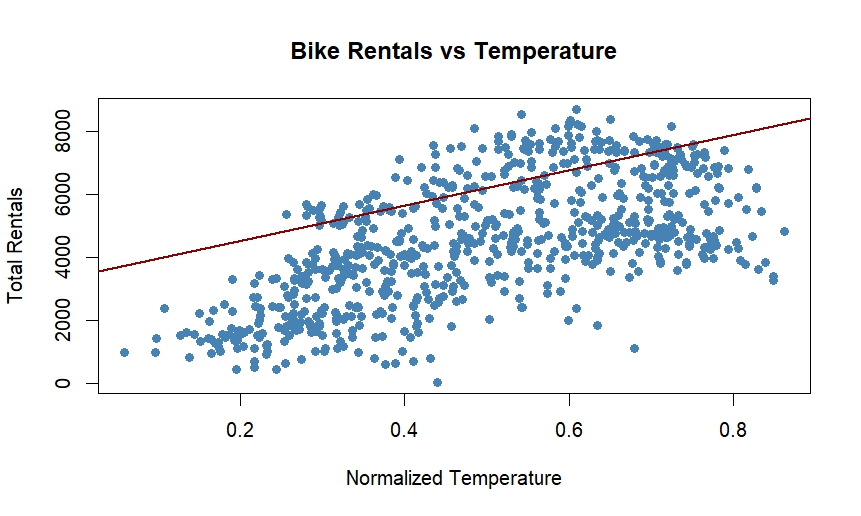 Bike Rentals vs Temperature
Total Rentals
8000
6000
4000
2000
0
0.2 0.4 0.6 0.8
Normalized Temperature